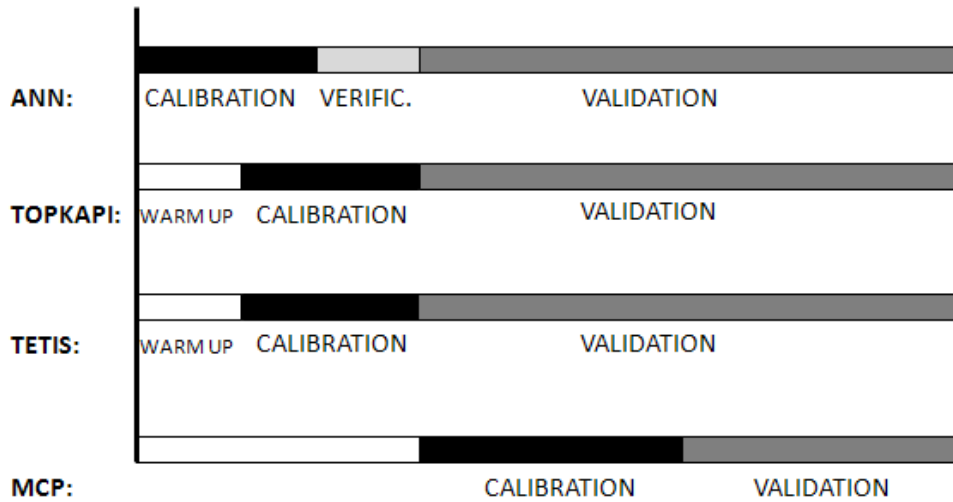 ANN: CALIBRATION VERIFIC. VALIDATION
TOPKAPI: WARM UP CALIBRATION VALIDATION
TETIS: WARM UP CALIBRATION VALIDATION
MCP: CALIBRATION VALIDATION